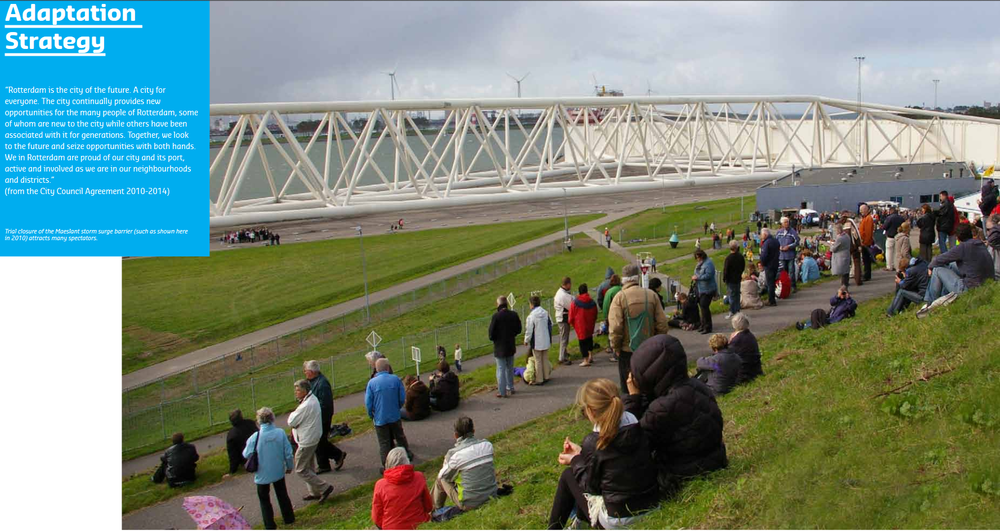 Adaptation
Strategy
“Rotterdam is the city of the future. A city for
everyone. The city continually provides new
opportunities for the many people of Rotterdam, some
of whom are new to the city while others have been
associated with it for generations. Together, we look
to the future and seize opportunities with both hands.
We in Rotterdam are proud of our city and its port,
active and involved as we are in our neighbourhoods
and districts.”
(from the City Council Agreement 2010-2014)
Trial closure of the Maeslant storm surge barrier (such as shown here
in 2010) attracts many spectators.